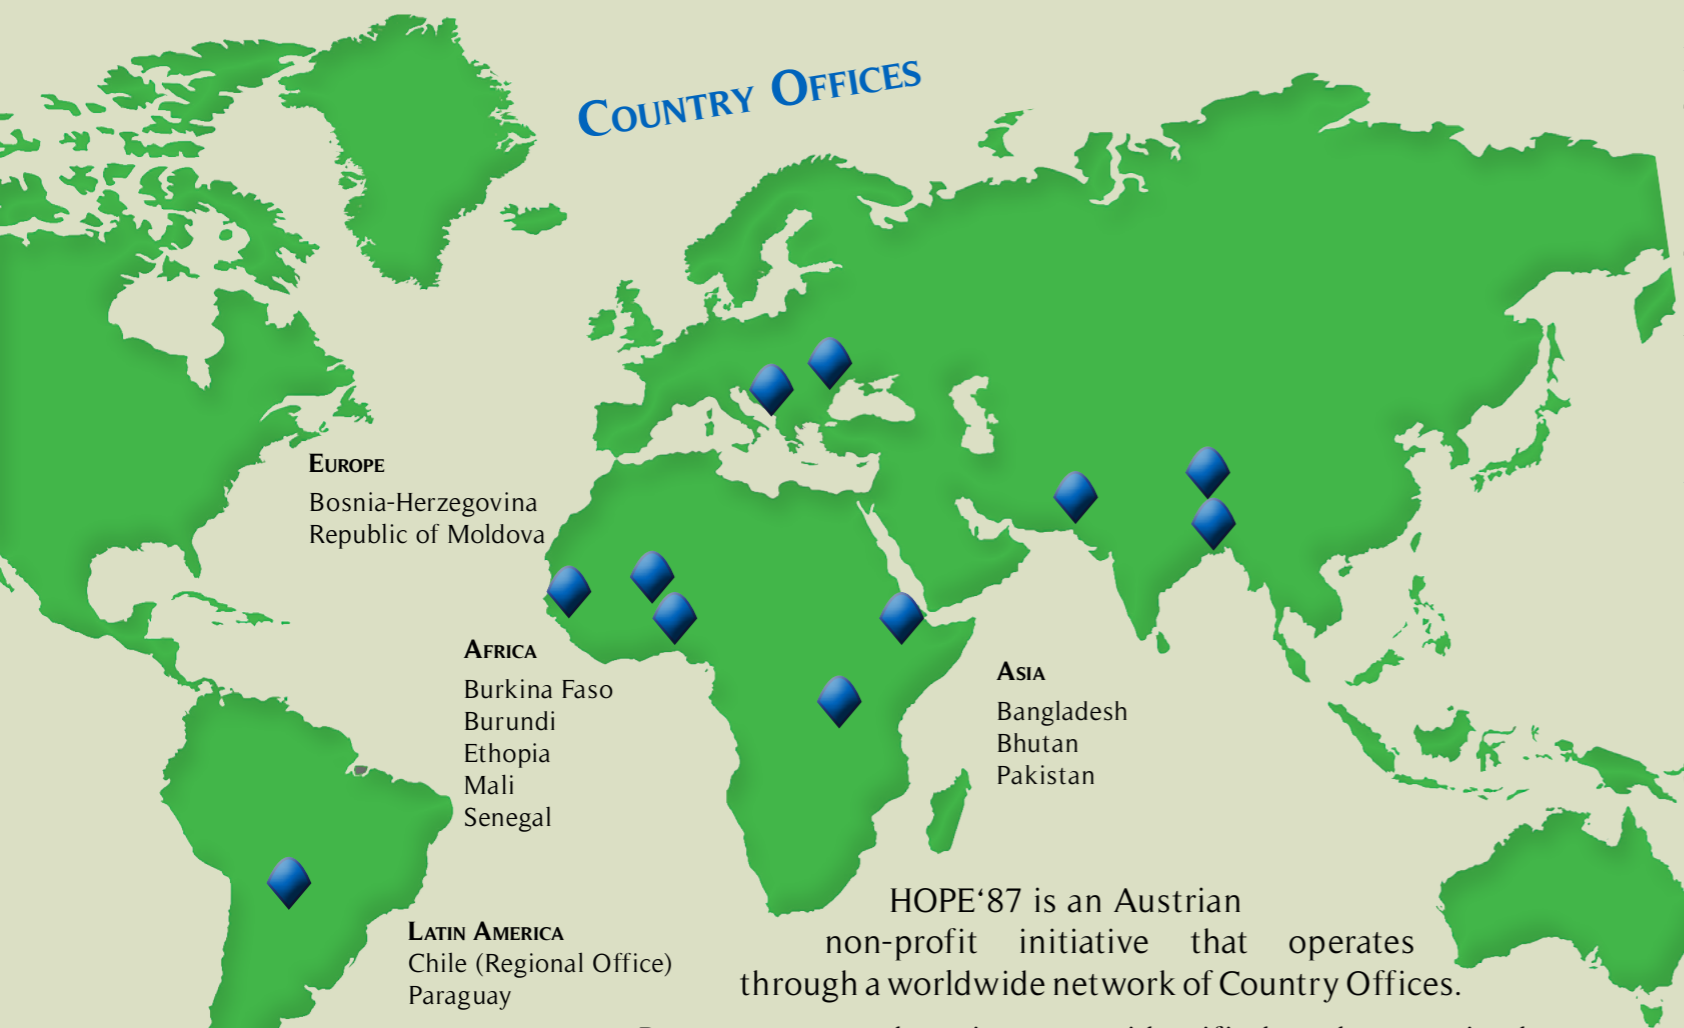 COUNTRY OFFICES
EUROPE
Bosnia-Herzegovina
Republic of Moldova
AFRICA
Burkina Faso
Burundi
Ethopia
Mali
Senegal
ASIA
Bangladesh
Bhutan
Pakistan
LATIN AMERICA
Chile (Regional Office)
Paraguay
HOPE‘87 is an Austrian
non-profit initiative that operates
through a worldwide network of Country Offices.